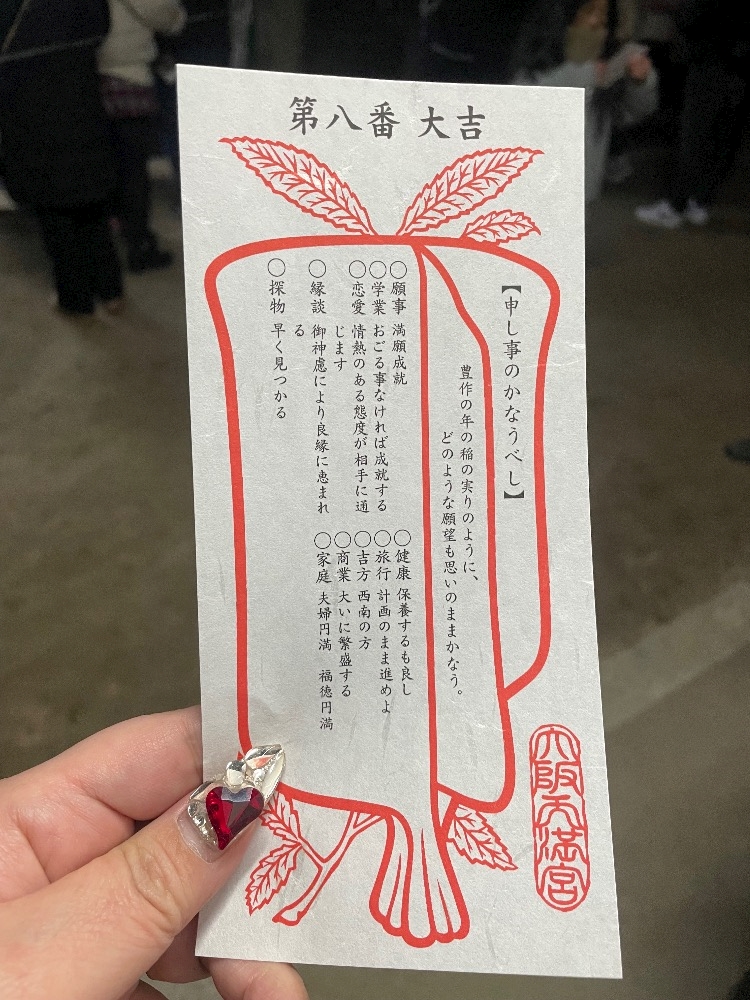 第八番 大吉
【申し事のかなうべし】
豊作の年の稲の実りのように、
どのような願望も思いのままかなう。
○願事 満願成就
○学業 おごる事なければ成就する
○恋愛 情熱のある態度が相手に通
じます
○縁談 御神慮により良縁に恵まれ
る
○探物 早く見つかる
○健康 保養するも良し
○旅行 計画のまま進めよ
○吉方 西南の方
○商業 大いに繁盛する
○家庭 夫婦円満 福徳円満
大阪天満宮